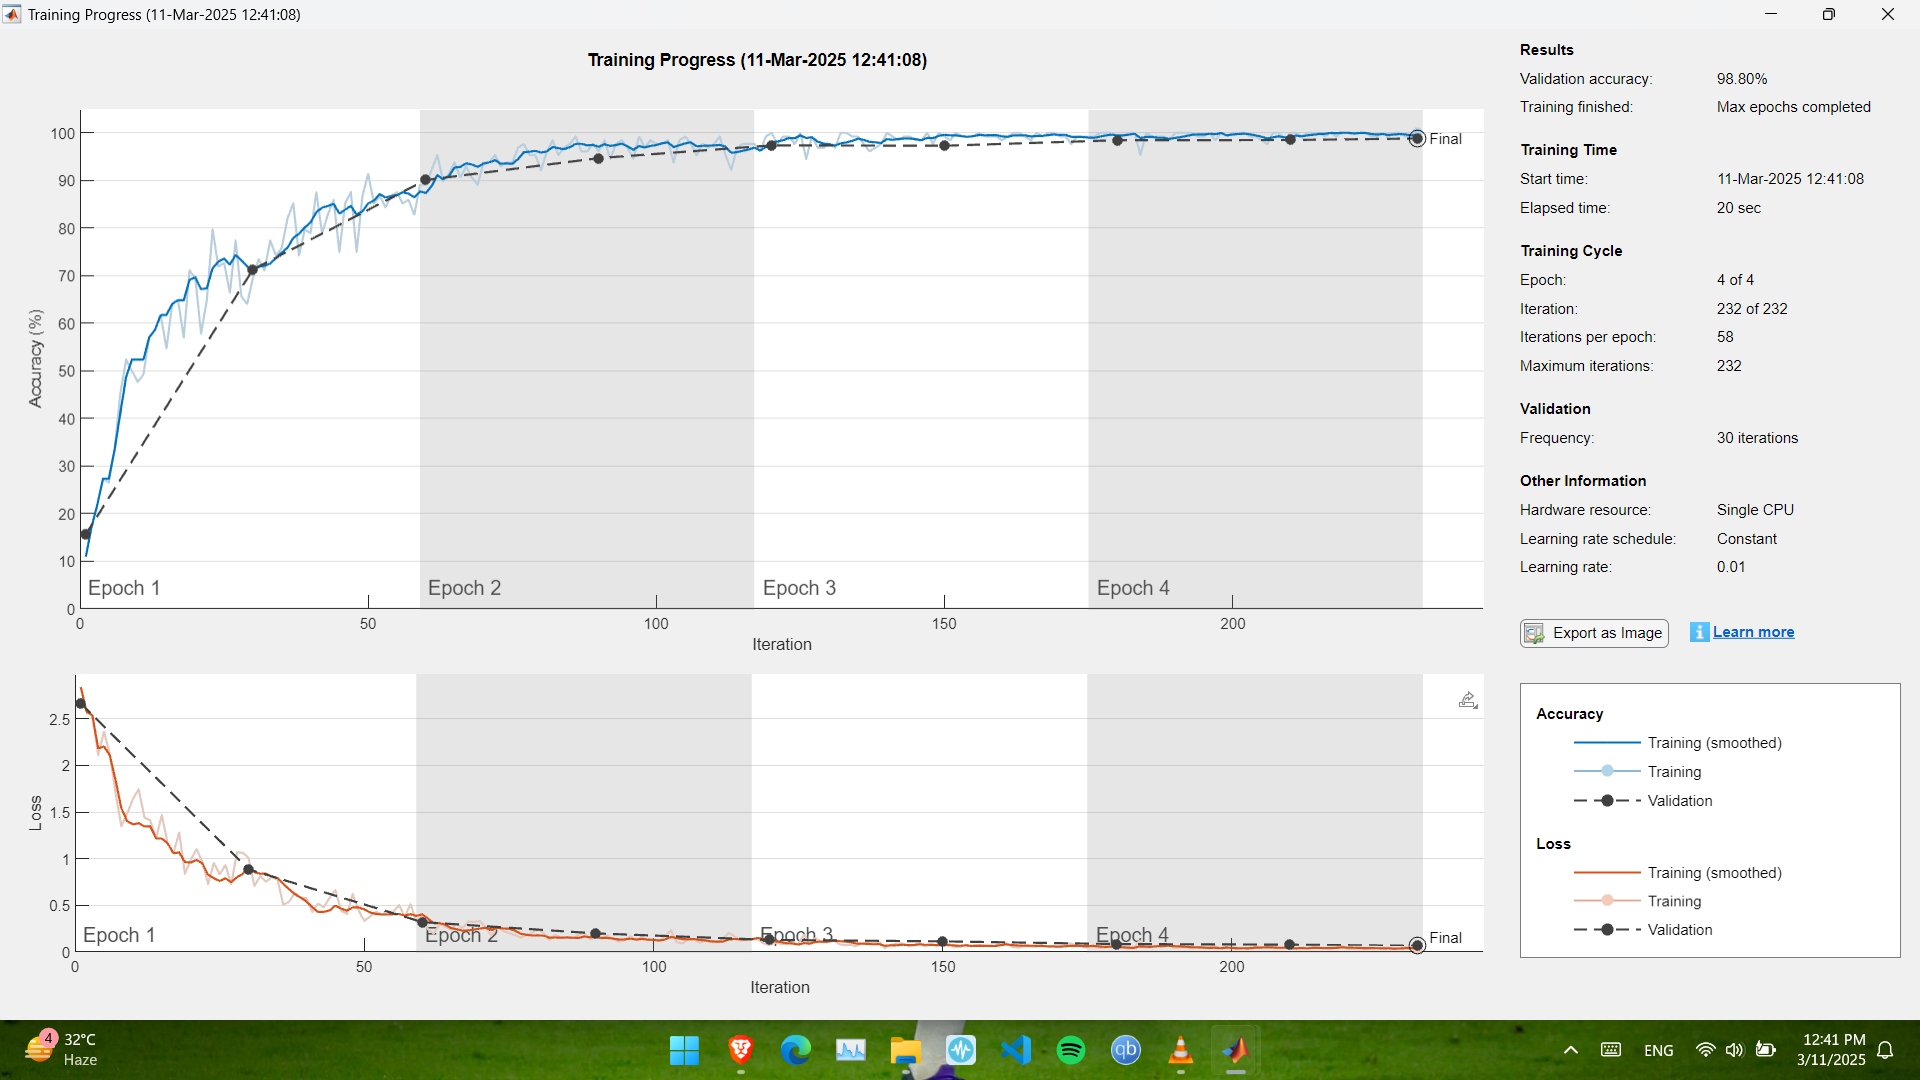 Training Progress (11-Mar-2025 12:41:08)
Training Progress (11-Mar-2025 12:41:08)
100
90
80
70
60
50
40
30
20
10
0
Accuracy (%)
Epoch 1
Epoch 2
Epoch 3
Epoch 4
Final
0
50
100
150
200
Iteration
2.5
2
1.5
1
0.5
0
Loss
Epoch 1
Epoch 2
Epoch 3
Epoch 4
Final
0
50
100
150
200
Iteration
Results
Validation accuracy: 98.80%
Training finished: Max epochs completed
Training Time
Start time: 11-Mar-2025 12:41:08
Elapsed time: 20 sec
Training Cycle
Epoch: 4 of 4
Iteration: 232 of 232
Iterations per epoch: 58
Maximum iterations: 232
Validation
Frequency: 30 iterations
Other Information
Hardware resource: Single CPU
Learning rate schedule: Constant
Learning rate: 0.01
Export as Image
i Learn more
Accuracy
Training (smoothed)
Training
Validation
Loss
Training (smoothed)
Training
Validation
4
32°C
Haze
qb
ENG
12:41 PM
3/11/2025